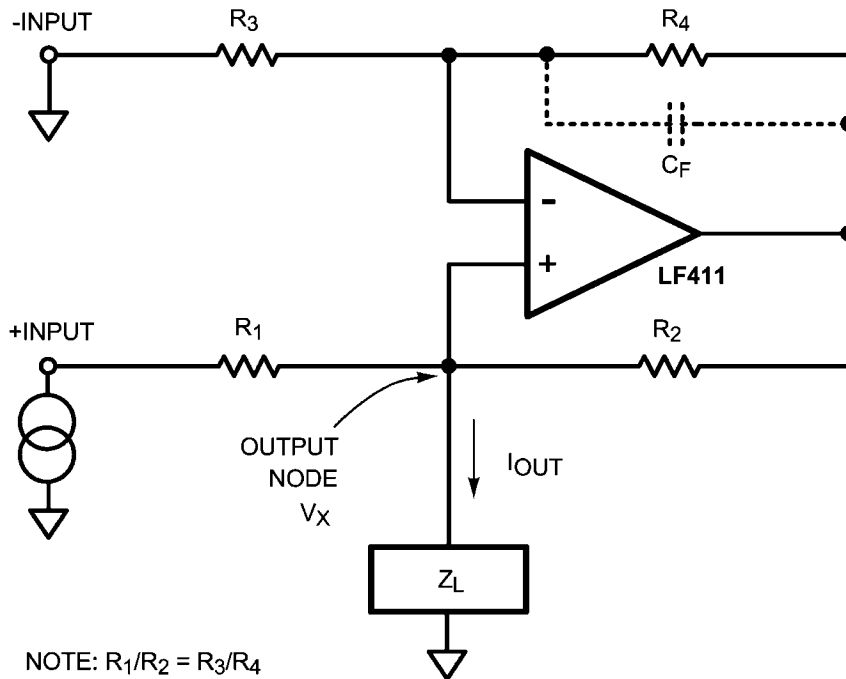 -INPUT
R3
R4
CF
-
+
LF411
+INPUT
R1
R2
OUTPUT
NODE
VX
IOUT
ZL
NOTE: R1/R2 = R3/R4